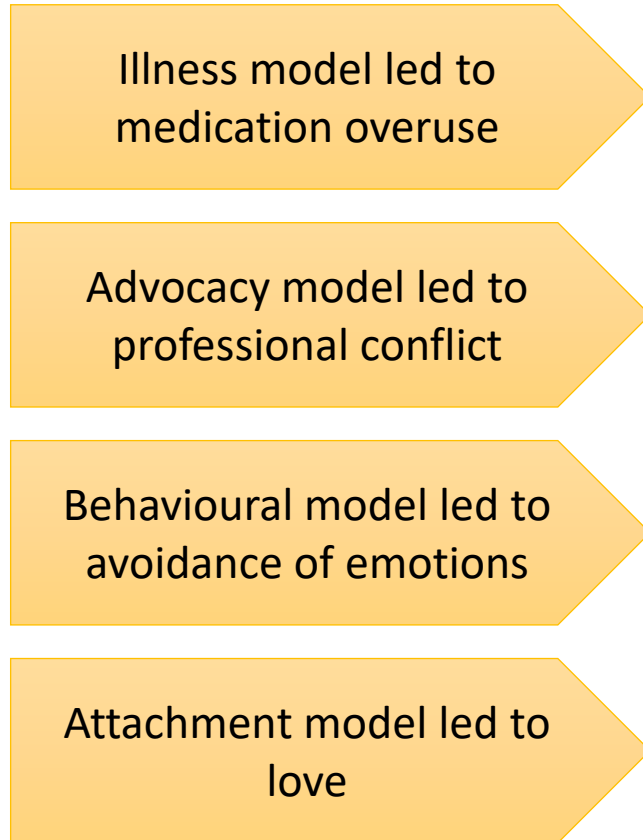 Illness model led to
medication overuse
Advocacy model led to
professional conflict
Behavioural model led to
avoidance of emotions
Attachment model led to
love